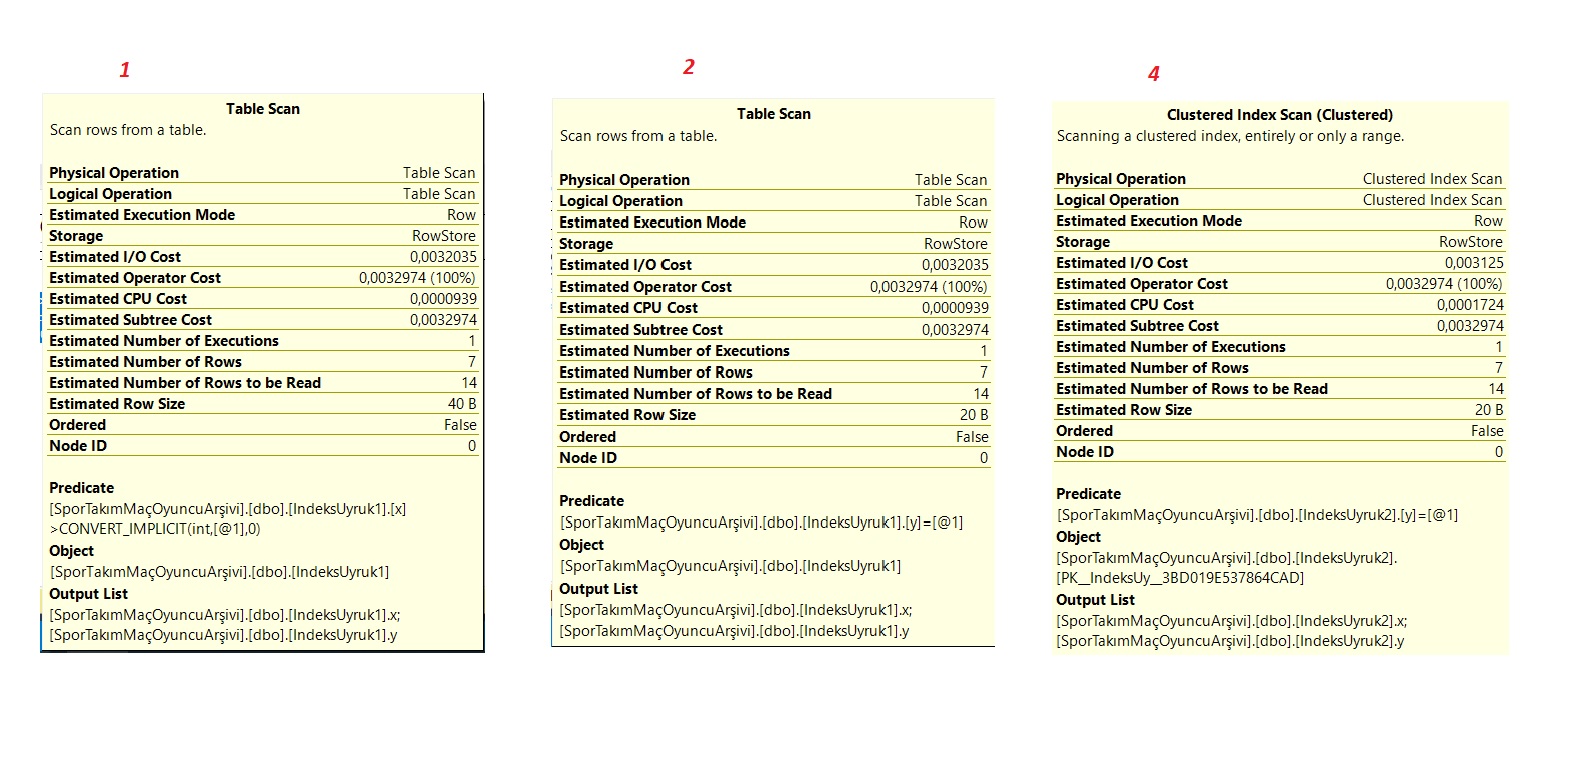 1
Table Scan
Scan rows from a table.
Physical Operation Table Scan
Logical Operation Table Scan
Estimated Execution Mode Row
Storage RowStore
Estimated I/O Cost 0,0032035
Estimated Operator Cost 0,0032974 (100%)
Estimated CPU Cost 0,0000939
Estimated Subtree Cost 0,0032974
Estimated Number of Executions 1
Estimated Number of Rows 7
Estimated Number of Rows to be Read 14
Estimated Row Size 40 B
Ordered False
Node ID 0
Predicate
[SporTakımMaçOyuncuArşivi].[dbo].[IndeksUyruk1].[x]
>CONVERT_IMPLICIT(int,[@1],0)
Object
[SporTakımMaçOyuncuArşivi].[dbo].[IndeksUyruk1]
Output List
[SporTakımMaçOyuncuArşivi].[dbo].[IndeksUyruk1].x;
[SporTakımMaçOyuncuArşivi].[dbo].[IndeksUyruk1].y
2
Table Scan
Scan rows from a table.
Physical Operation Table Scan
Logical Operation Table Scan
Estimated Execution Mode Row
Storage RowStore
Estimated I/O Cost 0,0032035
Estimated Operator Cost 0,0032974 (100%)
Estimated CPU Cost 0,0000939
Estimated Subtree Cost 0,0032974
Estimated Number of Executions 1
Estimated Number of Rows 7
Estimated Number of Rows to be Read 14
Estimated Row Size 20 B
Ordered False
Node ID 0
Predicate
[SporTakımMaçOyuncuArşivi].[dbo].[IndeksUyruk1].[y]=[@1]
Object
[SporTakımMaçOyuncuArşivi].[dbo].[IndeksUyruk1]
Output List
[SporTakımMaçOyuncuArşivi].[dbo].[IndeksUyruk1].x;
[SporTakımMaçOyuncuArşivi].[dbo].[IndeksUyruk1].y
4
Clustered Index Scan (Clustered)
Scanning a clustered index, entirely or only a range.
Physical Operation Clustered Index Scan
Logical Operation Clustered Index Scan
Estimated Execution Mode Row
Storage RowStore
Estimated I/O Cost 0,003125
Estimated Operator Cost 0,0032974 (100%)
Estimated CPU Cost 0,0001724
Estimated Subtree Cost 0,0032974
Estimated Number of Executions 1
Estimated Number of Rows 7
Estimated Number of Rows to be Read 14
Estimated Row Size 20 B
Ordered False
Node ID 0
Predicate
[SporTakımMaçOyuncuArşivi].[dbo].[IndeksUyruk2].[y]=[@1]
Object
[SporTakımMaçOyuncuArşivi].[dbo].[IndeksUyruk2].
[PK__IndeksUy__3BD019E537864CAD]
Output List
[SporTakımMaçOyuncuArşivi].[dbo].[IndeksUyruk2].x;
[SporTakımMaçOyuncuArşivi].[dbo].[IndeksUyruk2].y